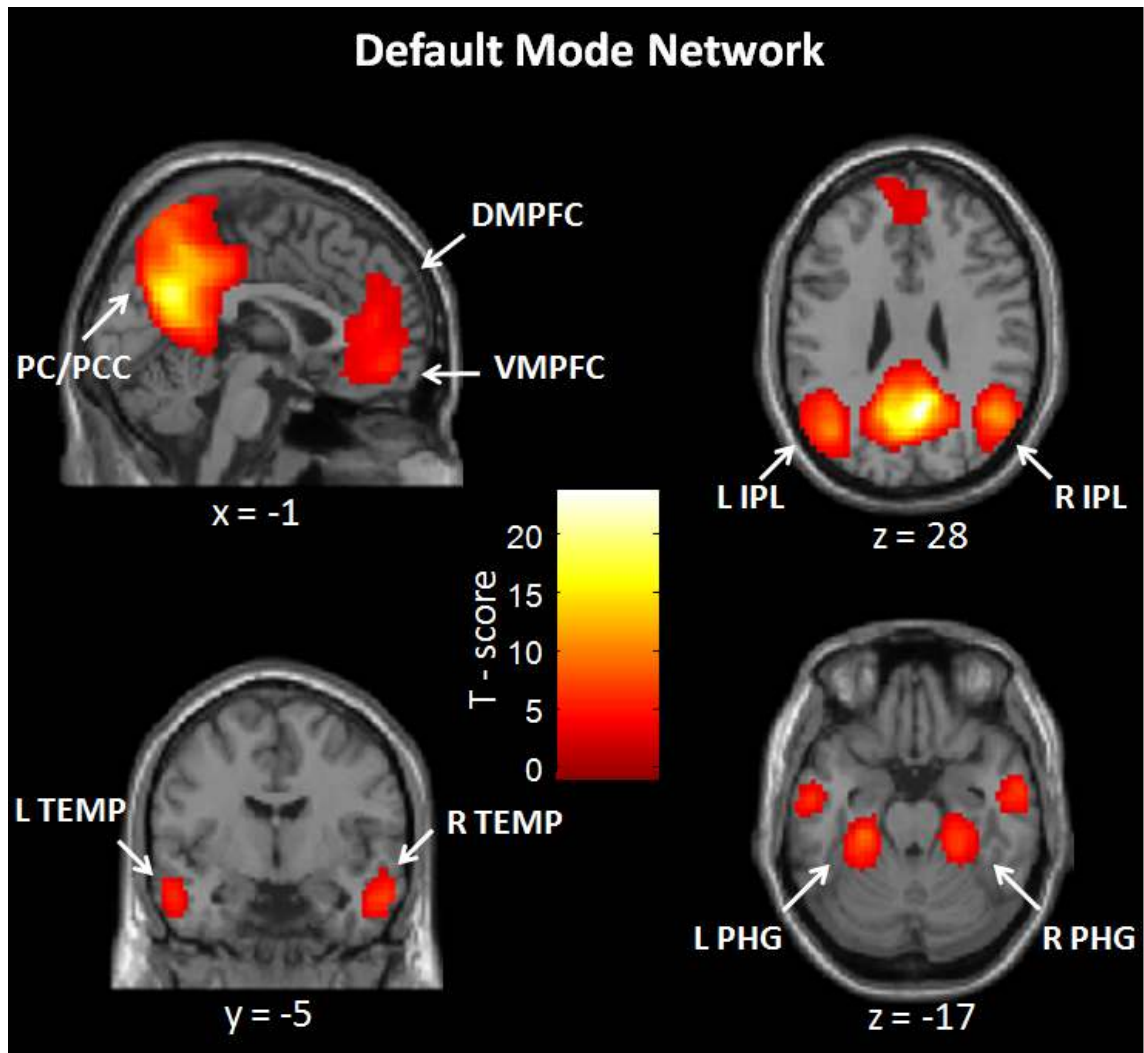 Default Mode Network
DMPFC
PC/PCC
VMPFC
x = -1
L IPL
R IPL
z = 28
T - score
20
15
10
5
0
L TEMP
R TEMP
y = -5
L PHG
R PHG
z = -17